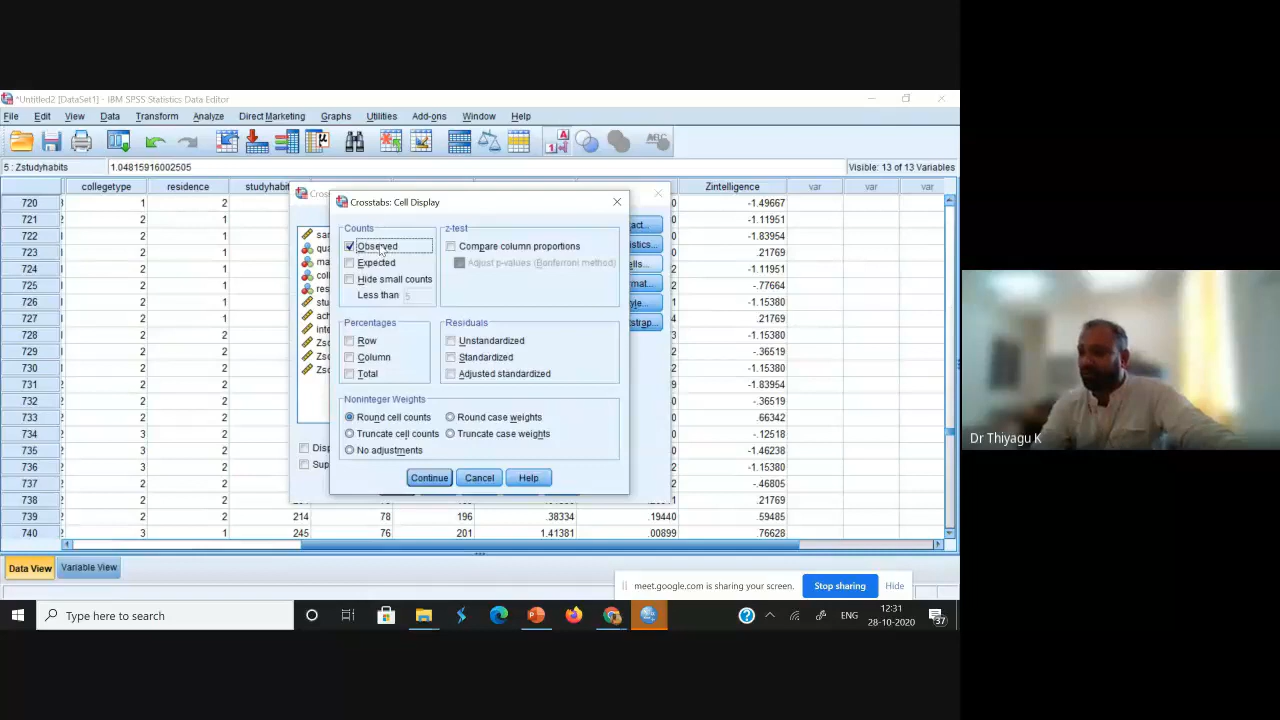 *Untitled2 [DataSet1] - IBM SPSS Statistics Data Editor
File Edit View Data Transform Analyze Direct Marketing Graphs Utilities Add-ons Window Help
5 : Zstudyhabits 1.04815916002505 Visible: 13 of 13 Variables
collegetype residence studyhabi Zintelligence var var var
Crosstabs: Cell Display
Counts
Observed
Expected
Hide small counts
Less than 5
z-test
Compare column proportions
Adjust p-values (Bonferroni method)
Percentages
Row
Column
Total
Residuals
Unstandardized
Standardized
Adjusted standardized
Noninteger Weights
Round cell counts Round case weights
Truncate cell counts Truncate case weights
No adjustments
Continue Cancel Help
720 1 2 -1.49667
721 2 1 -1.11951
722 2 1 -1.83954
723 2 1 .21769
724 2 2 -1.11951
725 2 1 -.77664
726 2 2 -1.15380
727 2 1 .21769
728 2 2 -1.15380
729 2 2 -.36519
730 2 2 -1.15380
731 2 2 -1.83954
732 2 2 -.36519
733 2 2 .66342
734 3 2 -.12518
735 3 2 -1.46238
736 3 2 -1.15380
737 3 2 -.46805
738 2 2 .21769
739 2 2 214 78 196 .38334 .19440 .59485
740 3 1 245 76 201 1.41381 .00899 .76628
Data View Variable View
meet.google.com is sharing your screen. Stop sharing Hide
Type here to search
ENG
12:31
28-10-2020
37
Dr Thiyagu K